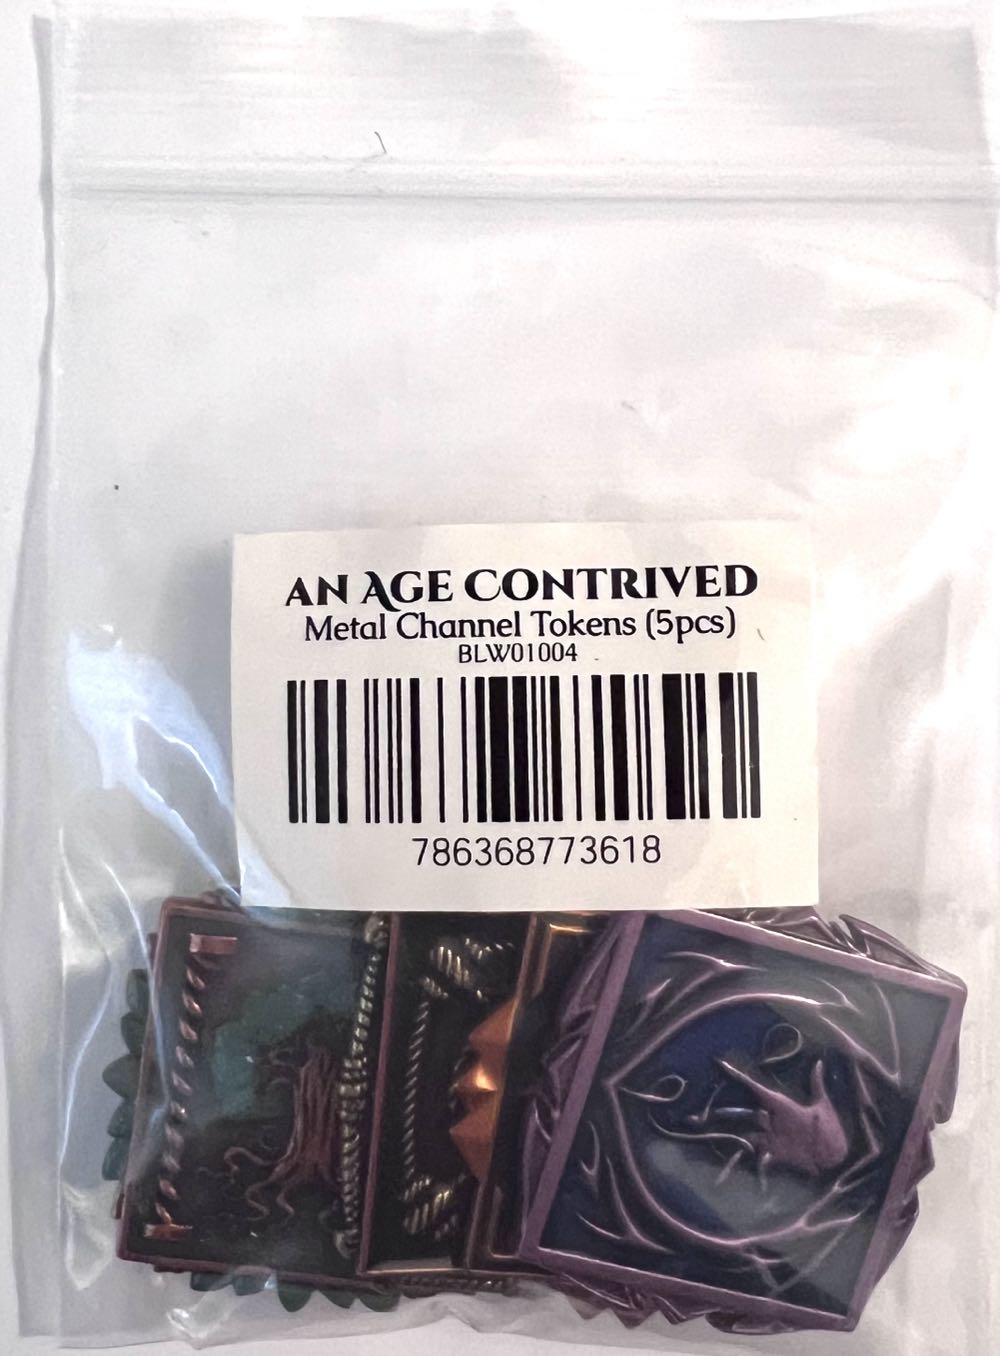 AN AGE CONTRIVED
Metal Channel Tokens (5pcs)
BLW01004
786368773618